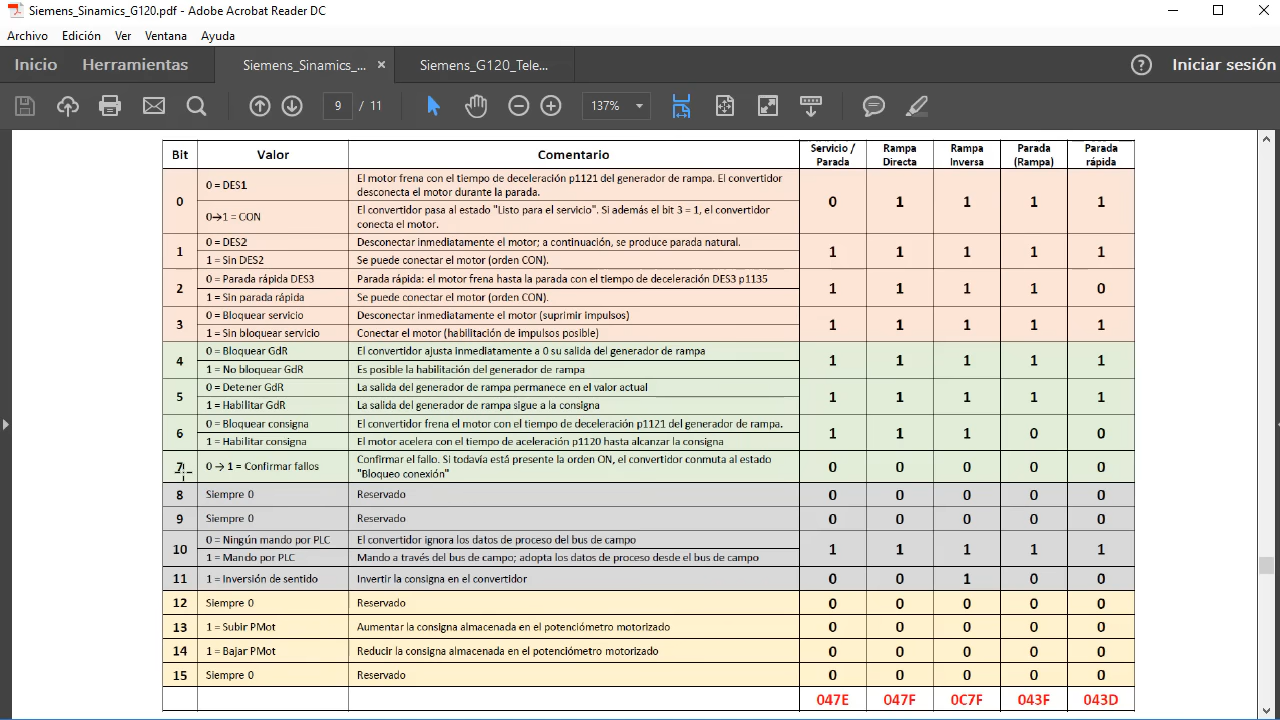 Siemens_Sinamics_G120.pdf - Adobe Acrobat Reader DC
Archivo Edición Ver Ventana Ayuda
Inicio Herramientas Siemens_Sinamics_... × Siemens_G120_Tele... ? Iniciar sesión
9 / 11 137%
Bit Valor Comentario Servicio / Parada Rampa Directa Rampa Inversa Parada (Rampa) Parada rápida
0 0 = DES1 El motor frena con el tiempo de deceleración p1121 del generador de rampa. El convertidor
desconecta el motor durante la parada.
0 1 1 1 1
0→1 = CON El convertidor pasa al estado "Listo para el servicio". Si además el bit 3 = 1, el convertidor
conecta el motor.
1 0 = DES2 Desconectar inmediatamente el motor; a continuación, se produce parada natural. 1 1 1 1 1
1 = Sin DES2 Se puede conectar el motor (orden CON).
2 0 = Parada rápida DES3 Parada rápida: el motor frena hasta la parada con el tiempo de deceleración DES3 p1135 1 1 1 1 0
1 = Sin parada rápida Se puede conectar el motor (orden CON).
3 0 = Bloquear servicio Desconectar inmediatamente el motor (suprimir impulsos) 1 1 1 1 1
1 = Sin bloquear servicio Conectar el motor (habilitación de impulsos posible)
4 0 = Bloquear GdR El convertidor ajusta inmediatamente a 0 su salida del generador de rampa 1 1 1 1 1
1 = No bloquear GdR Es posible la habilitación del generador de rampa
5 0 = Detener GdR La salida del generador de rampa permanece en el valor actual 1 1 1 1 1
1 = Habilitar GdR La salida del generador de rampa sigue a la consigna
6 0 = Bloquear consigna El convertidor frena el motor con el tiempo de deceleración p1121 del generador de rampa. 1 1 1 0 0
1 = Habilitar consigna El motor acelera con el tiempo de aceleración p1120 hasta alcanzar la consigna
7 0 → 1 = Confirmar fallos Confirmar el fallo. Si todavía está presente la orden ON, el convertidor conmuta al estado
"Bloqueo conexión"
0 0 0 0 0
8 Siempre 0 Reservado 0 0 0 0 0
9 Siempre 0 Reservado 0 0 0 0 0
10 0 = Ningún mando por PLC El convertidor ignora los datos de proceso del bus de campo 1 1 1 1 1
1 = Mando por PLC Mando a través del bus de campo; adopta los datos de proceso desde el bus de campo
11 1 = Inversión de sentido Invertir la consigna en el convertidor 0 0 1 0 0
12 Siempre 0 Reservado 0 0 0 0 0
13 1 = Subir PMot Aumentar la consigna almacenada en el potenciómetro motorizado 0 0 0 0 0
14 1 = Bajar PMot Reducir la consigna almacenada en el potenciómetro motorizado 0 0 0 0 0
15 Siempre 0 Reservado 0 0 0 0 0
047E 047F 0C7F 043F 043D